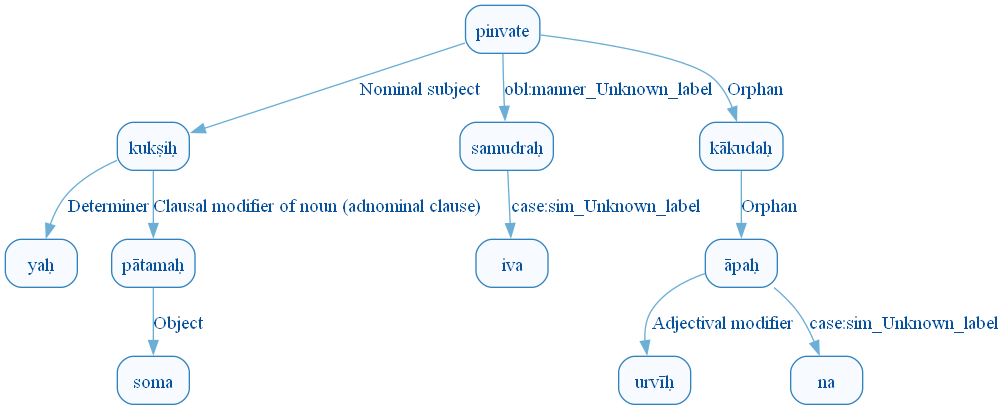 pinvate
Nominal subject obl:manner_Unknown_label Orphan
kukṣiḥ samudraḥ kākudaḥ
Determiner Clausal modifier of noun (adnominal clause) case:sim_Unknown_label Orphan
yaḥ pātamaḥ iva āpaḥ
Object Adjectival modifier case:sim_Unknown_label
soma urvīḥ na